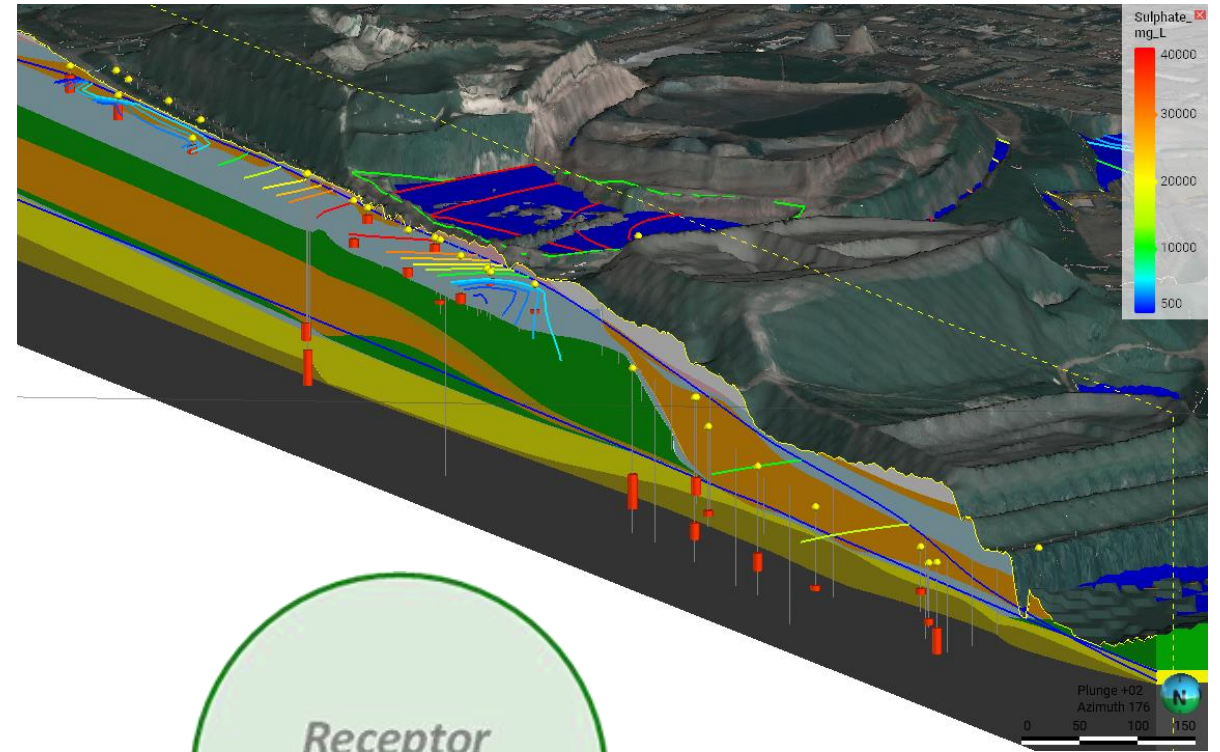 Sulphate_
mg_L
40000
30000
20000
10000
500
Receptor
Plunge +02
Azimuth 176
N
0 50 100 150